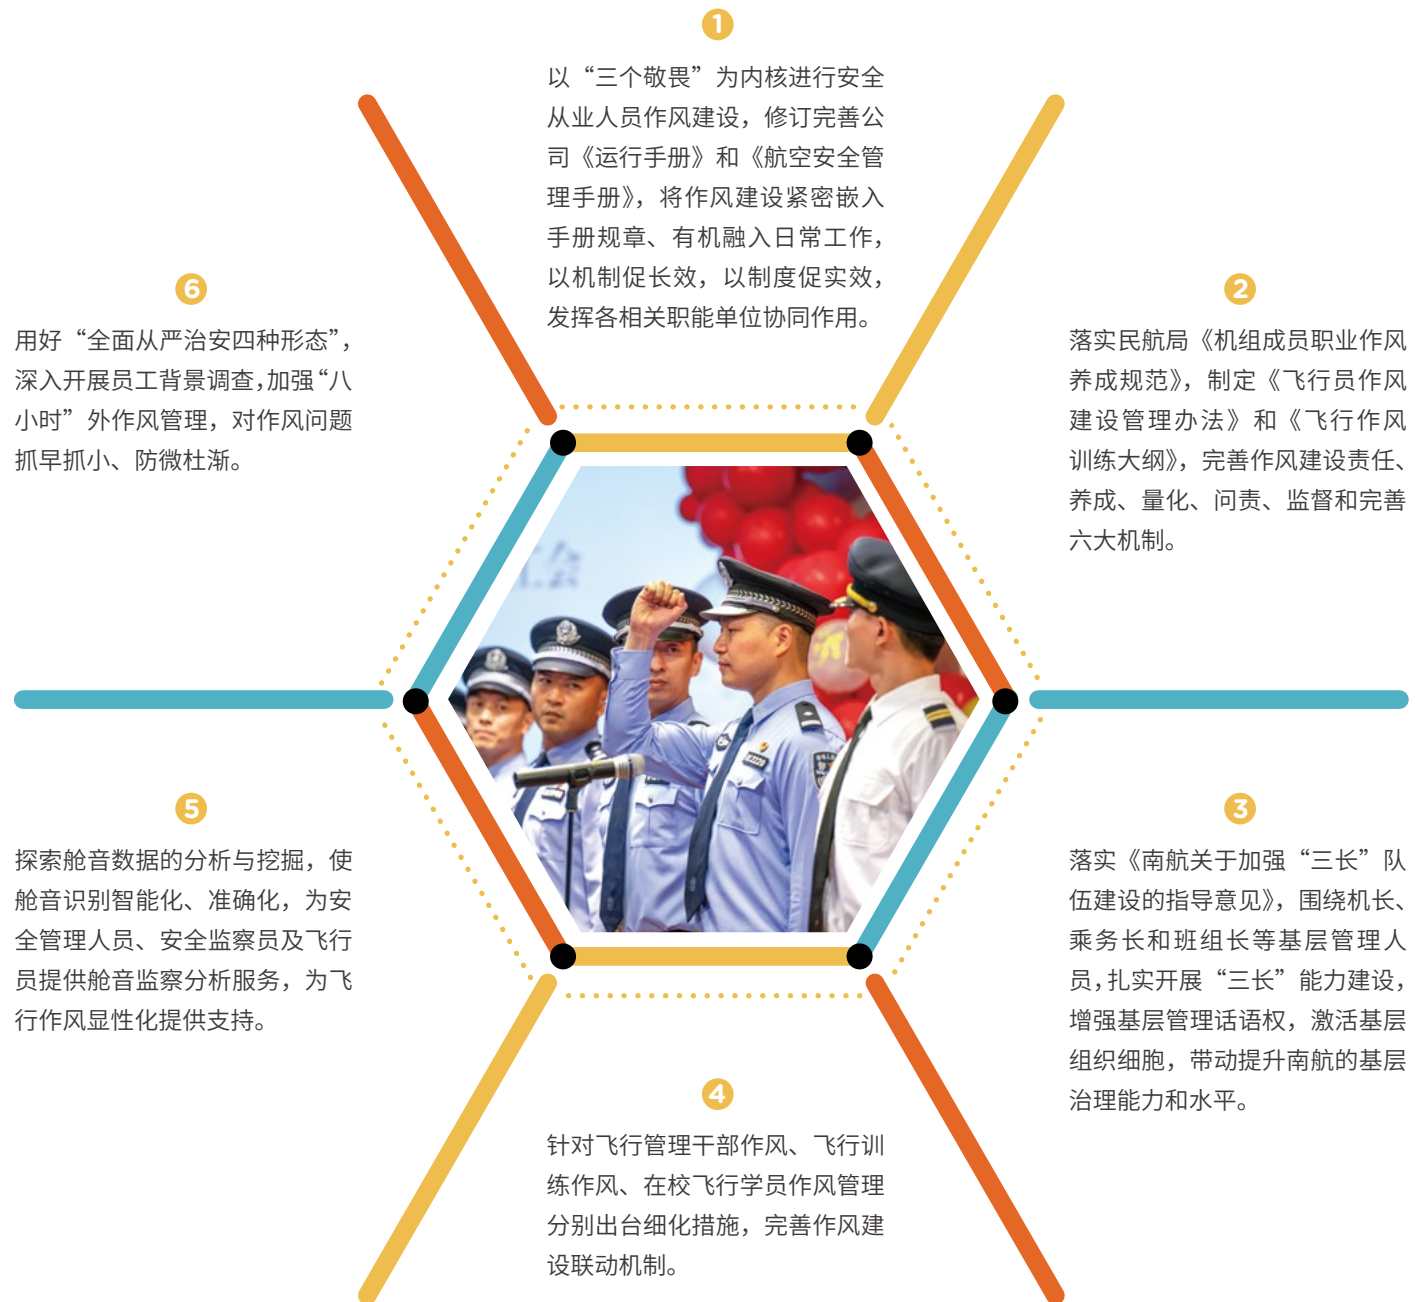 1
以“三个敬畏”为内核进行安全
从业人员作风建设，修订完善公
司《运行手册》和《航空安全管
理手册》，将作风建设紧密嵌入
手册规章、有机融入日常工作，
以机制促长效，以制度促实效，
发挥各相关职能单位协同作用。
2
落实民航局《机组成员职业作风
养成规范》，制定《飞行员作风
建设管理办法》和《飞行作风
训练大纲》，完善作风建设责任、
养成、量化、问责、监督和完善
六大机制。
3
落实《南航关于加强“三长”队
伍建设的指导意见》，围绕机长、
乘务长和班组长等基层管理人
员，扎实开展“三长”能力建设，
增强基层管理话语权，激活基层
组织细胞，带动提升南航的基层
治理能力和水平。
4
针对飞行管理干部作风、飞行训
练作风、在校飞行学员作风管理
分别出台细化措施，完善作风建
设联动机制。
5
探索舱音数据的分析与挖掘，使
舱音识别智能化、准确化，为安
全管理人员、安全监察员及飞行
员提供舱音监察分析服务，为飞
行作风显性化提供支持。
6
用好“全面从严治安四种形态”，
深入开展员工背景调查，加强“八
小时”外作风管理，对作风问题
抓早抓小、防微杜渐。